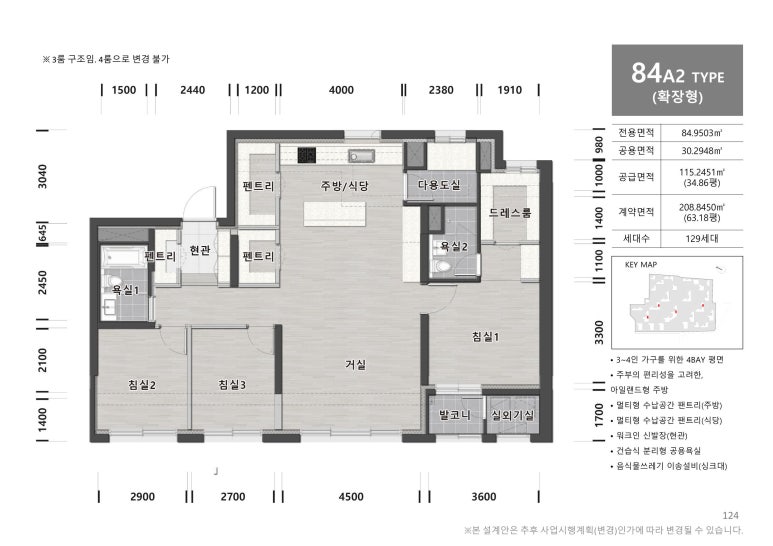 ※ 3룸 구조임. 4룸으로 변경 불가
84A2 TYPE
(확장형)
1500 2440 1200 4000 2380 1910
전용면적 84.9503㎡
공용면적 30.2948㎡
공급면적 115.2451㎡
(34.86평)
계약면적 208.8450㎡
(63.18평)
세대수 129세대
KEY MAP
3040
645
2450
2100
1400
980
1000
1400
1100
3300
1700
펜트리
주방/식당
다용도실
드레스룸
펜트리
현관
펜트리
욕실2
욕실1
침실1
거실
침실2
침실3
발코니
실외기실
2900 2700 4500 3600
• 3~4인 가구를 위한 4BAY 평면
• 주부의 편리성을 고려한,
아일랜드형 주방
• 멀티형 수납공간 팬트리(주방)
• 멀티형 수납공간 팬트리(식당)
• 워크인 신발장(현관)
• 건습식 분리형 공용욕실
• 음식물쓰레기 이송설비(싱크대)
124
※본 설계안은 추후 사업시행계획(변경)인가에 따라 변경될 수 있습니다.